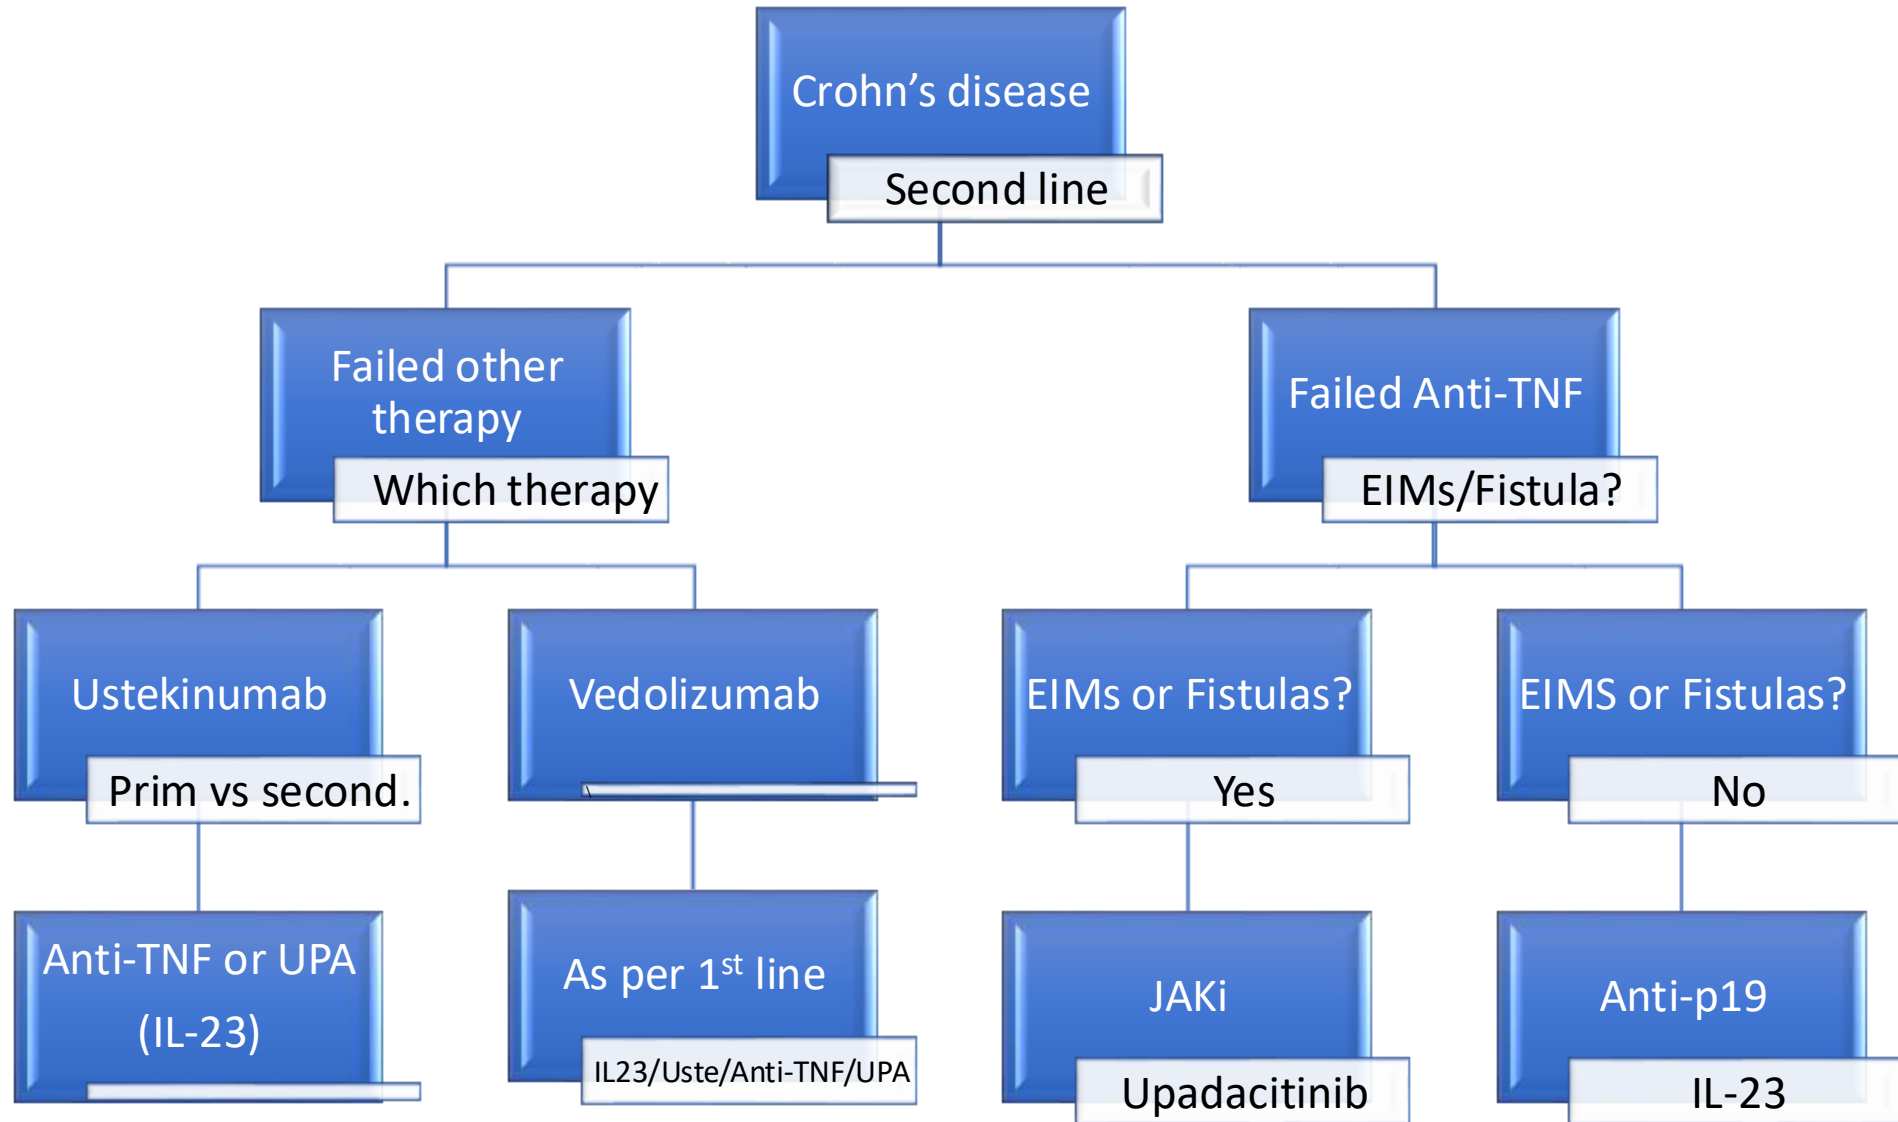 Crohn’s disease
Second line
Failed other
therapy
Which therapy
Failed Anti-TNF
EIMs/Fistula?
Ustekinumab
Prim vs second.
Vedolizumab
\
EIMs or Fistulas?
Yes
EIMS or Fistulas?
No
Anti-TNF or UPA
(IL-23)
As per 1st line
IL23/Uste/Anti-TNF/UPA
JAKi
Upadacitinib
Anti-p19
IL-23